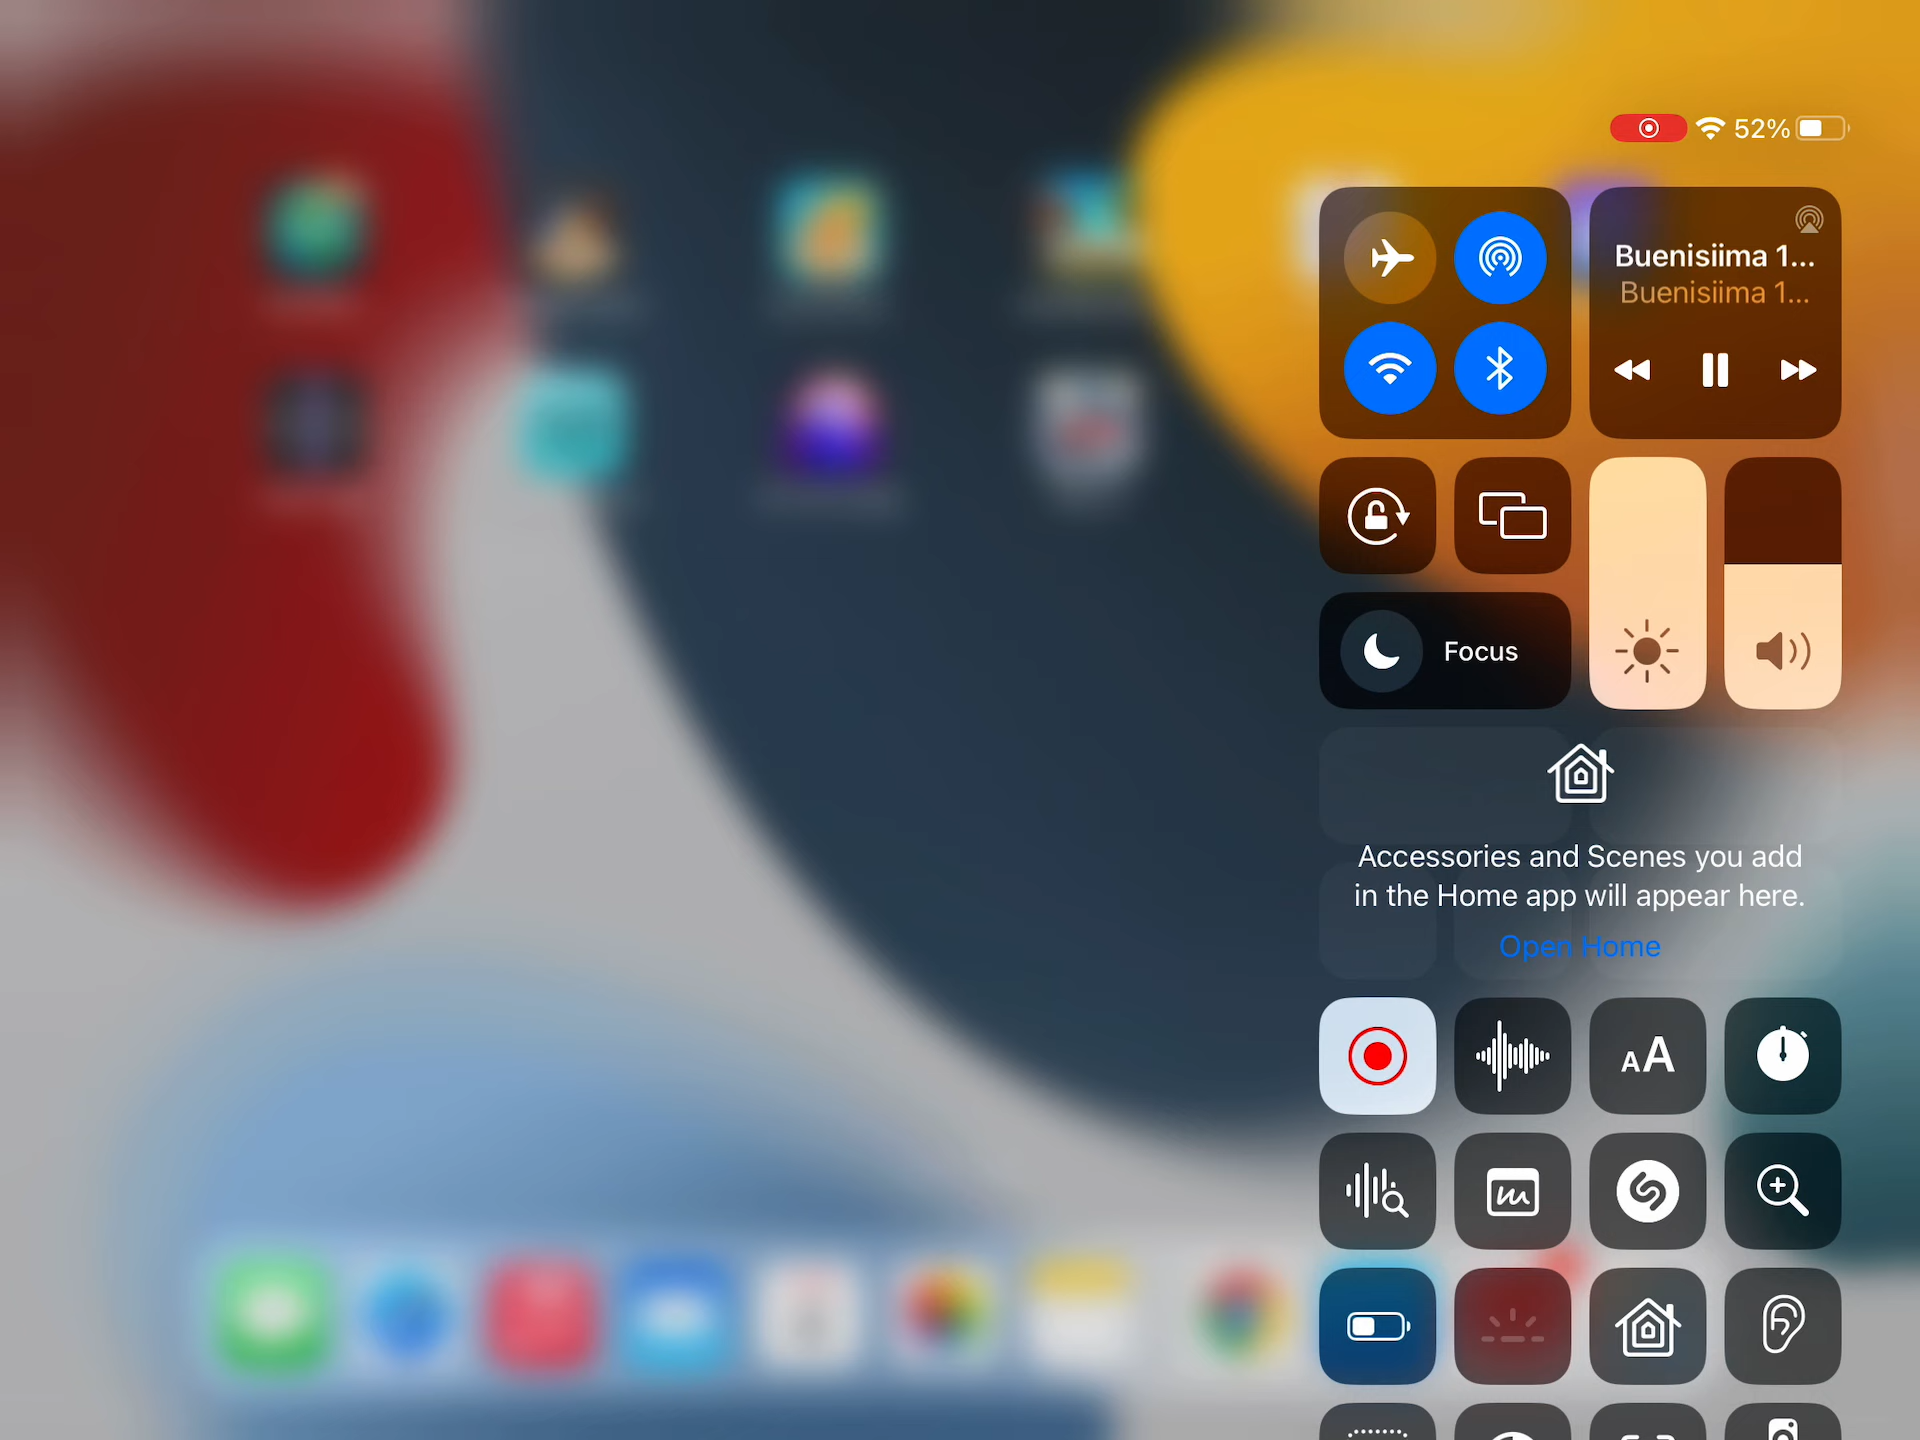 52%
Buenisiima 1...
Buenisiima 1...
Focus
Accessories and Scenes you add
in the Home app will appear here.
Open Home
AA